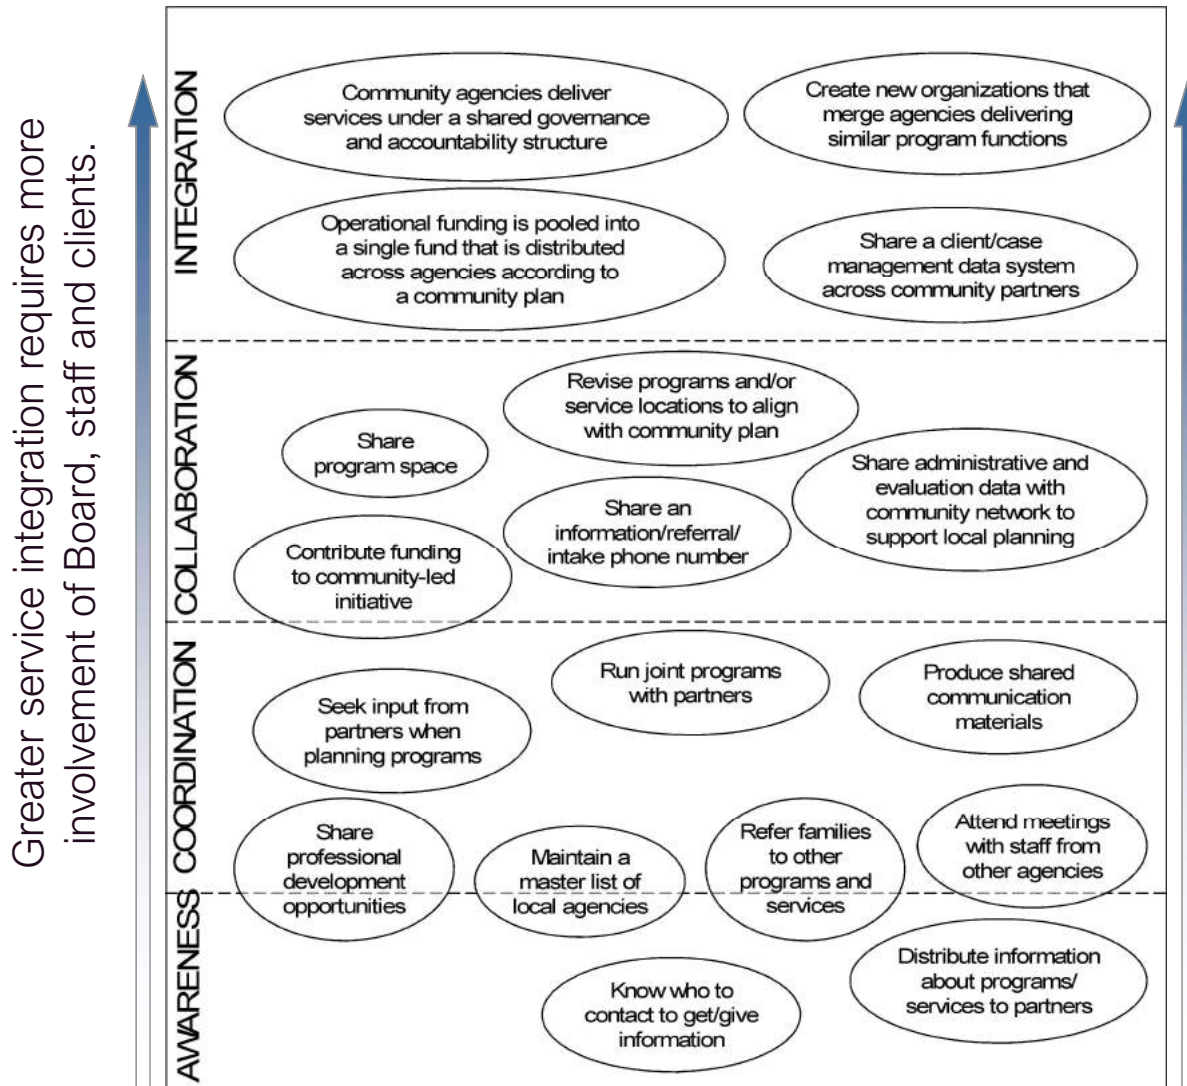 Greater service integration requires more
involvement of Board, staff and clients.
INTEGRATION
Community agencies deliver
services under a shared governance
and accountability structure
Create new organizations that
merge agencies delivering
similar program functions
Operational funding is pooled into
a single fund that is distributed
across agencies according to
a community plan
Share a client/case
management data system
across community partners
COLLABORATION
Revise programs and/or
service locations to align
with community plan
Share
program space
Share administrative and
evaluation data with
community network to
support local planning
Share an
information/referral/
intake phone number
Contribute funding
to community-led
initiative
COORDINATION
Run joint programs
with partners
Produce shared
communication
materials
Seek input from
partners when
planning programs
Share
professional
development
opportunities
Maintain a
master list of
local agencies
Refer families
to other
programs and
services
Attend meetings
with staff from
other agencies
AWARENESS
Distribute information
about programs/
services to partners
Know who to
contact to get/give
information